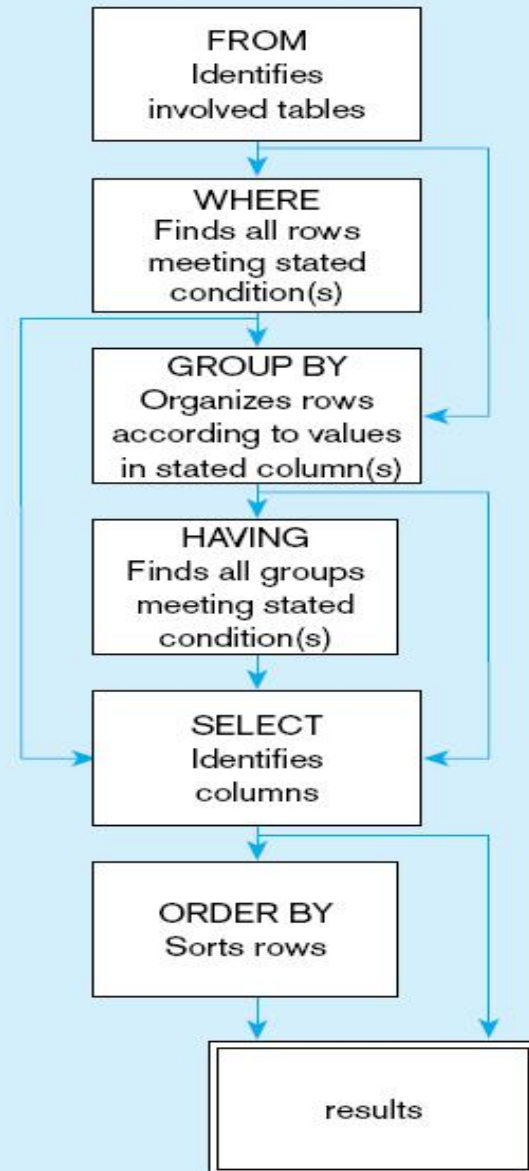 FROM
Identifies
involved tables
WHERE
Finds all rows
meeting stated
condition(s)
GROUP BY
Organizes rows
according to values
in stated column(s)
HAVING
Finds all groups
meeting stated
condition(s)
SELECT
Identifies
columns
ORDER BY
Sorts rows
results